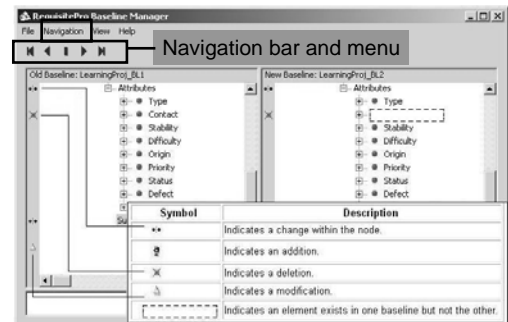 RequisitePro Baseline Manager
File Navigation View Help
Navigation bar and menu
Old Baseline: LearningProj_BL1
New Baseline: LearningProj_BL2
Attributes
Type
Contact
Stability
Difficulty
Origin
Priority
Status
Defect
Su
Attributes
Type
Stability
Difficulty
Origin
Priority
Status
Defect
Symbol Description
Indicates a change within the node.
Indicates an addition.
Indicates a deletion.
Indicates a modification.
Indicates an element exists in one baseline but not the other.